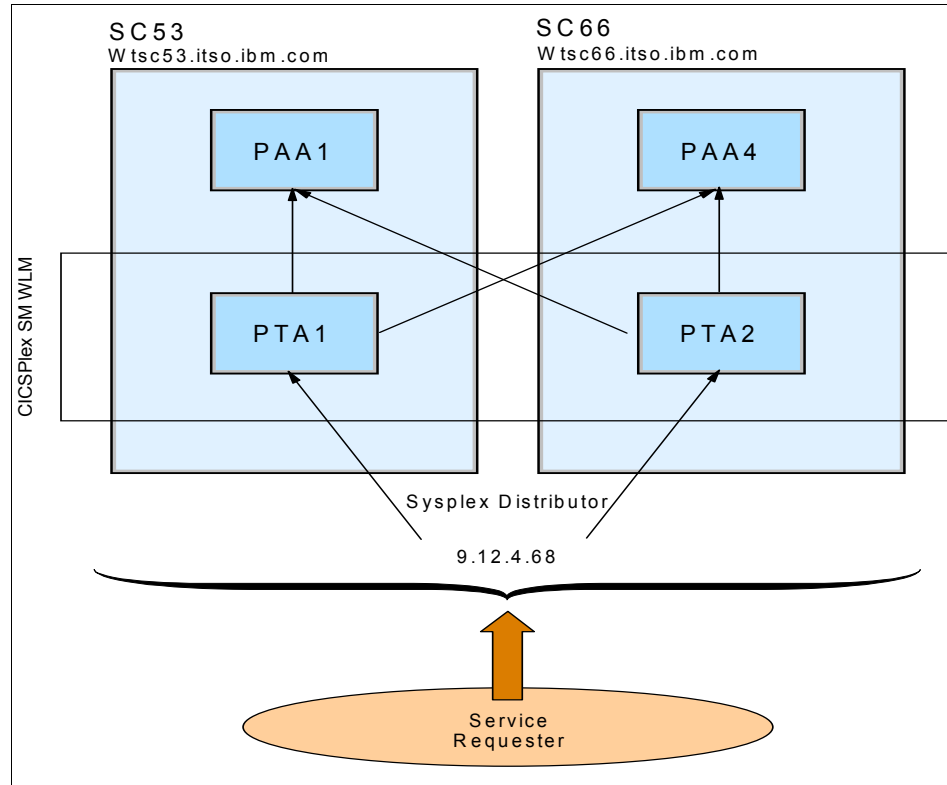 SC53
Wtsc53.itso.ibm.com
SC66
Wtsc66.itso.ibm.com
PAA1
PAA4
CICSPlex SM WLM
PTA1
PTA2
Sysplex Distributor
9.12.4.68
Service
Requester